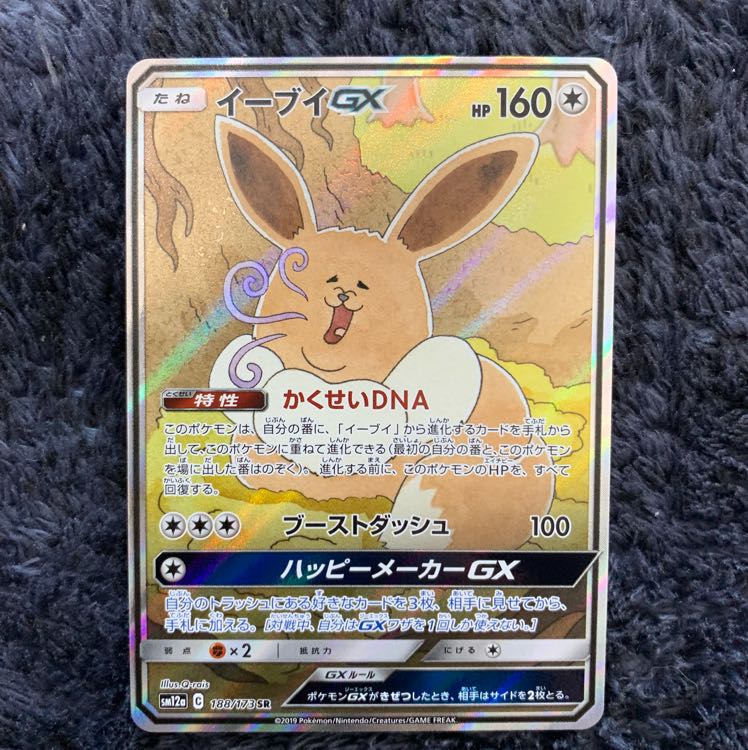 たね イーブイGX HP 160
とくせい
特性 かくせいDNA
このポケモンは、自分の番に、「イーブイ」から進化するカードを手札から
出して、このポケモンに重ねて進化できる(最初の自分の番と、このポケモン
を場に出した番はのぞく)。進化する前に、このポケモンのHPを、すべて
回復する。
ブーストダッシュ 100
ハッピーメーカーGX
自分のトラッシュにある好きなカードを3枚、相手に見せてから、
手札に加える。[対戦中、自分はGXワザを1回しか使えない。]
弱点 ×2 抵抗力 にげる
Illus.Q-rais
GXルール
sm12a C 188/173 SR
ポケモンGXがきぜつしたとき、相手はサイドを2枚とる。
©2019 Pokémon/Nintendo/Creatures/GAME FREAK.